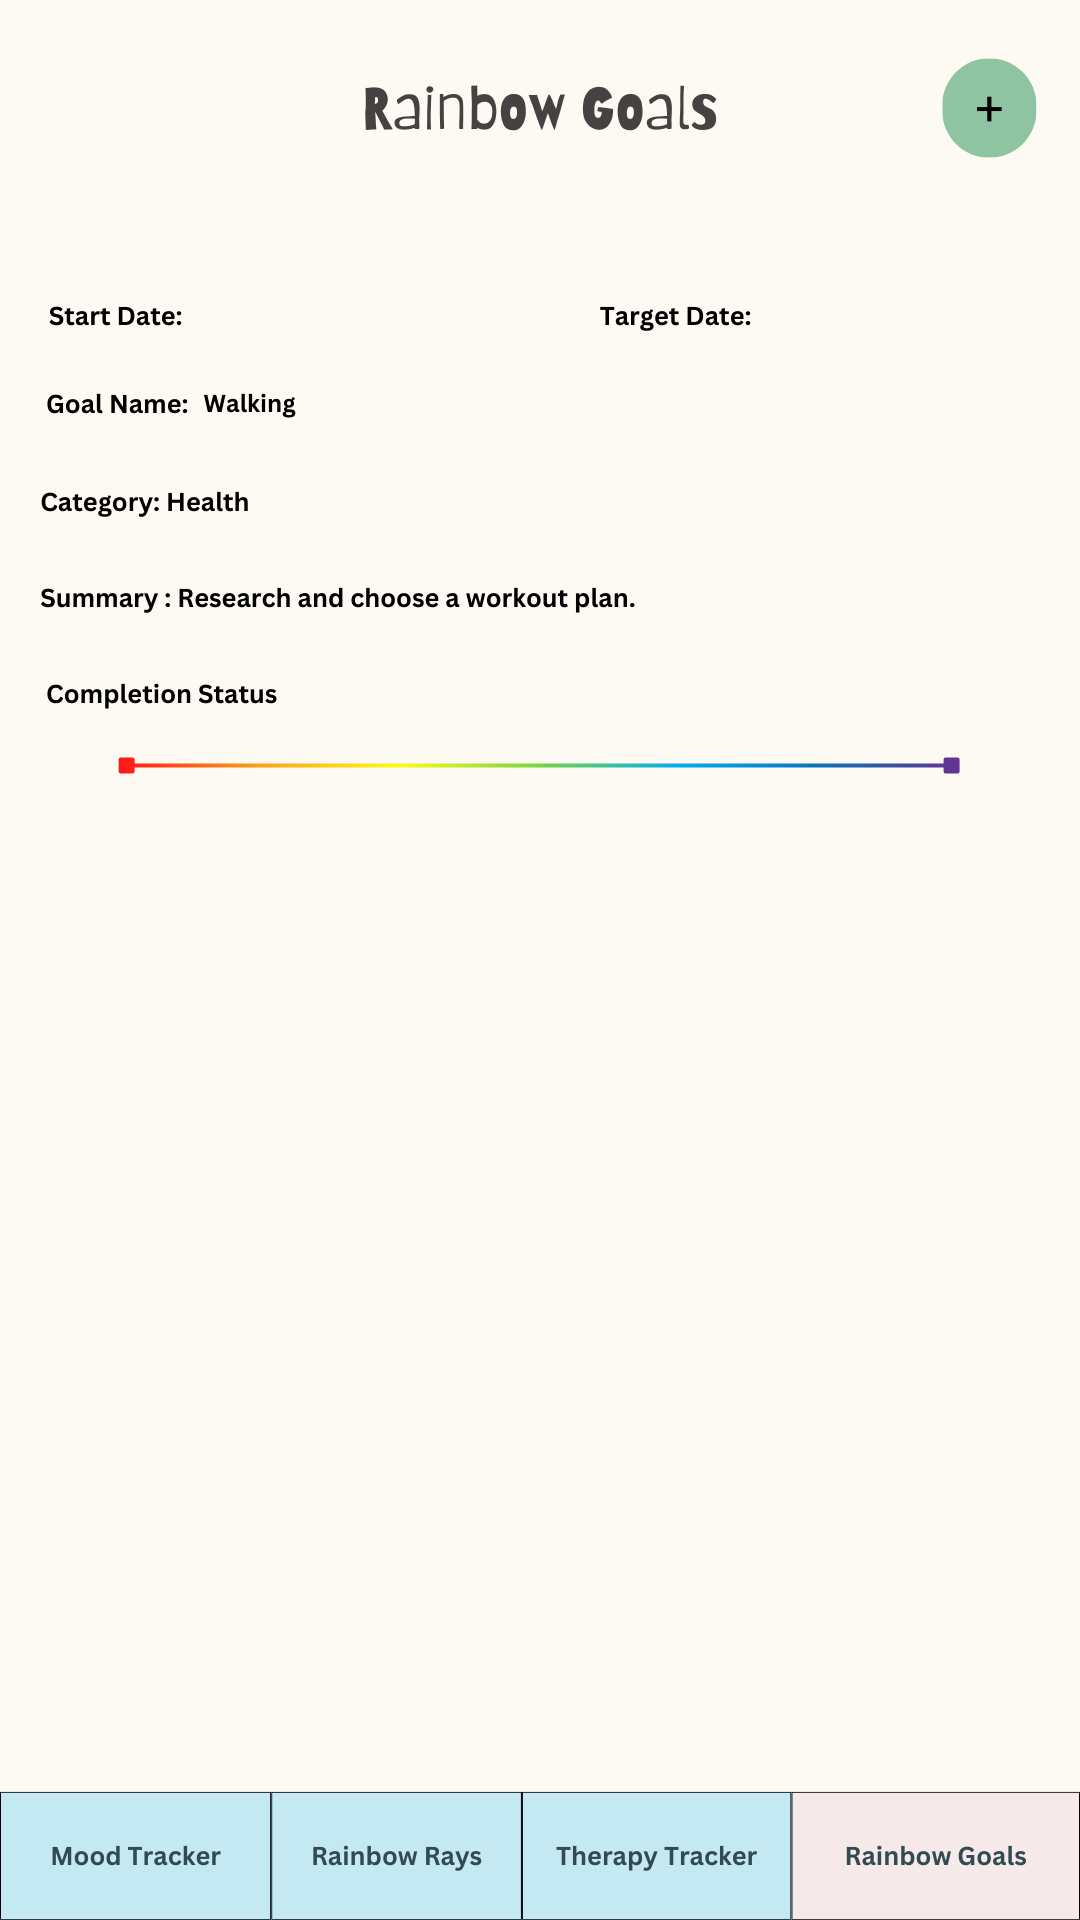 Rainbow Goals
+
Start Date:
Target Date:
Goal Name: Walking
Category: Health
Summary : Research and choose a workout plan.
Completion Status
Mood Tracker
Rainbow Rays
Therapy Tracker
Rainbow Goals